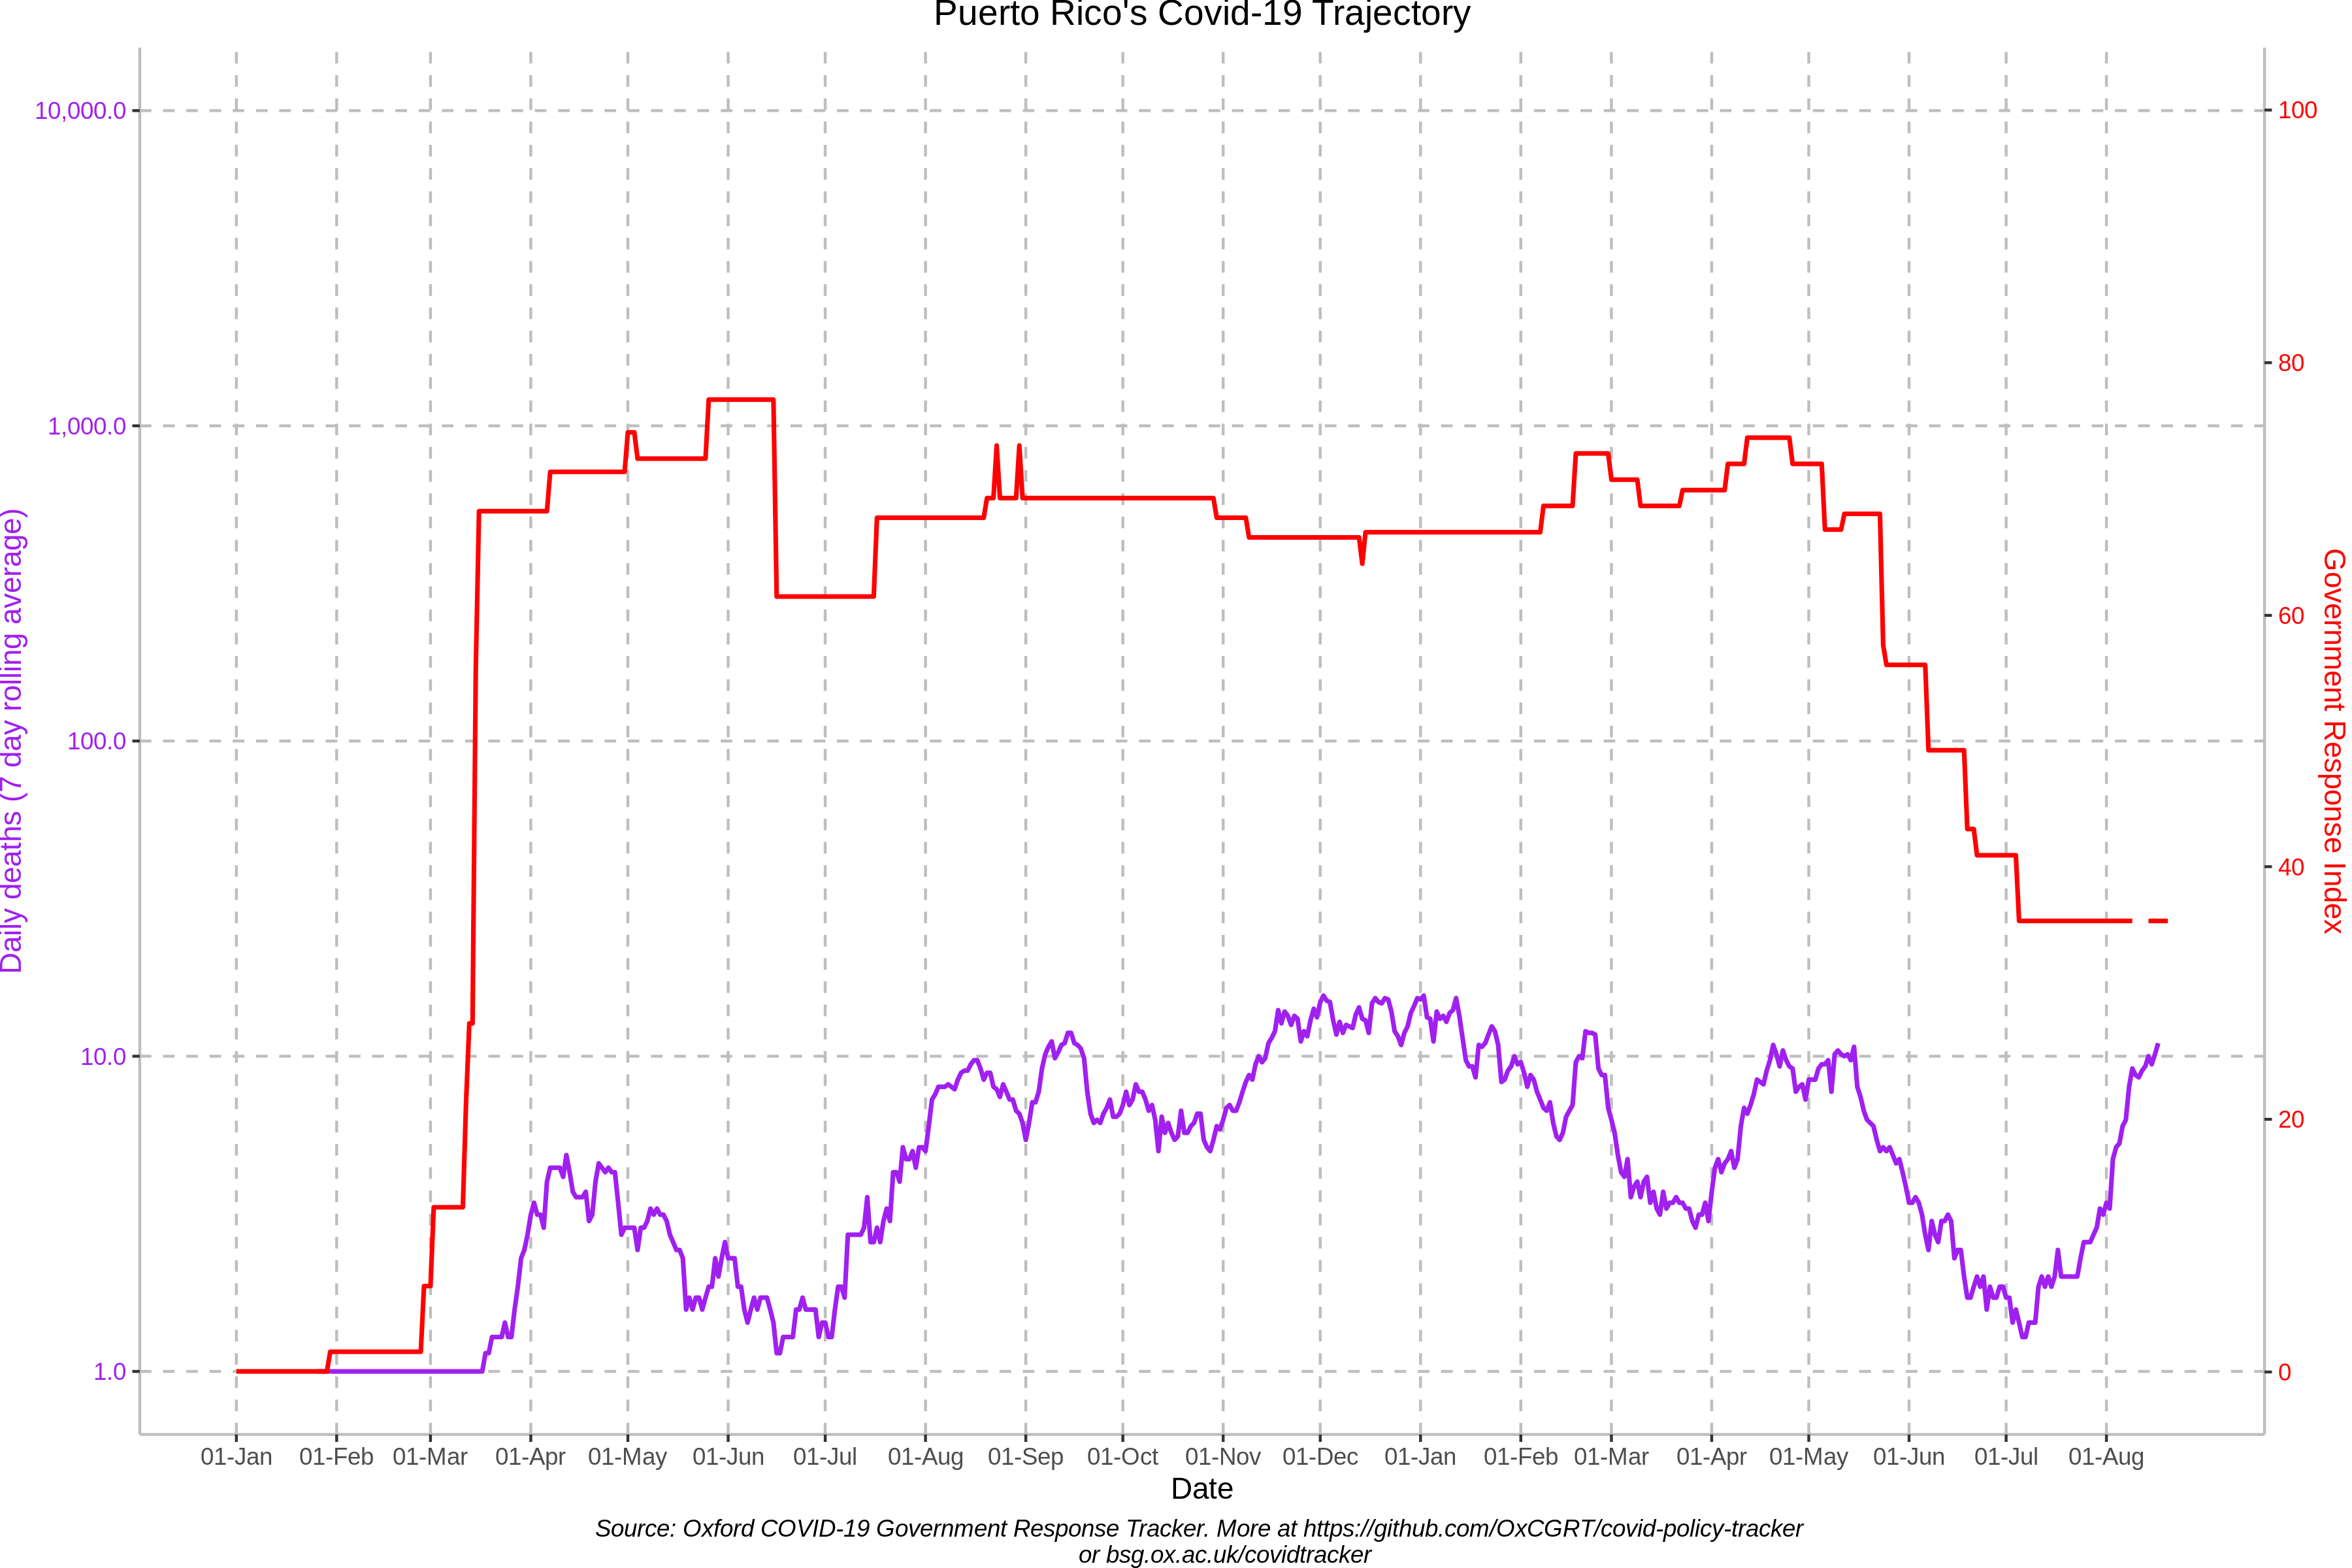 Puerto Rico's Covid-19 Trajectory
10,000.0
1,000.0
100.0
10.0
1.0
Daily deaths (7 day rolling average)
100
80
60
40
20
0
Government Response Index
01-Jan 01-Feb 01-Mar 01-Apr 01-May 01-Jun 01-Jul 01-Aug 01-Sep 01-Oct 01-Nov 01-Dec 01-Jan 01-Feb 01-Mar 01-Apr 01-May 01-Jun 01-Jul 01-Aug
Date
Source: Oxford COVID-19 Government Response Tracker. More at https://github.com/OxCGRT/covid-policy-tracker
or bsg.ox.ac.uk/covidtracker